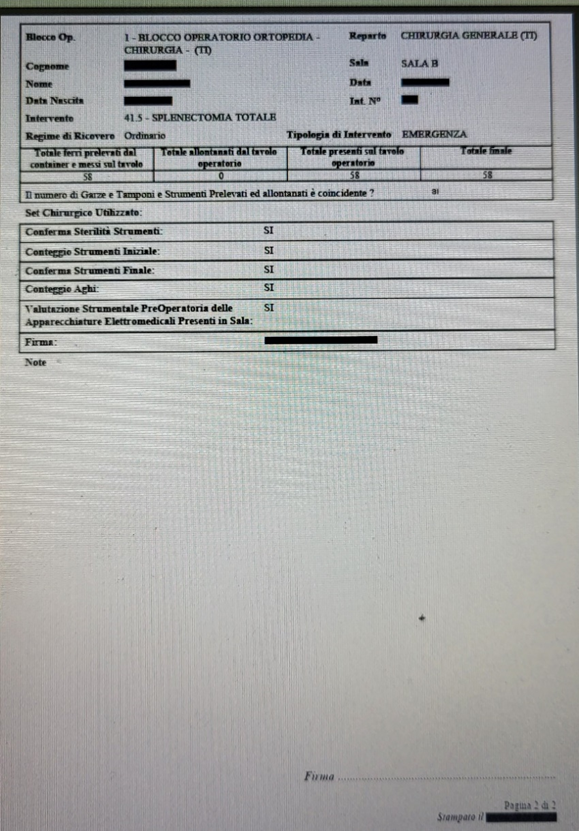 Blocco Op. 1 - BLOCCO OPERATORIO ORTOPEDIA - CHIRURGIA - (TI) Reparto CHIRURGIA GENERALE (TI)
Cognome Sala SALA B
Nome Data
Data Nascita Int. N°
Intervento 41.5 - SPLENECTOMIA TOTALE
Regime di Ricovero Ordinario Tipologia di Intervento EMERGENZA
Totale ferri prelevati dal container e messi sul tavolo Totale allontanati dal tavolo operatorio Totale presenti sul tavolo operatorio Totale finale
58 0 58 58
Il numero di Garze e Tamponi e Strumenti Prelevati ed allontanati è coincidente ? si
Set Chirurgico Utilizzato:
Conferma Sterilità Strumenti: SI
Conteggio Strumenti Iniziale: SI
Conferma Strumenti Finale: SI
Conteggio Aghi: SI
Valutazione Strumentale PreOperatoria delle SI
Apparecchiature Elettromedicali Presenti in Sala:
Firma:
Note
Firma ..........
Pagina 2 di 2
Stampato il